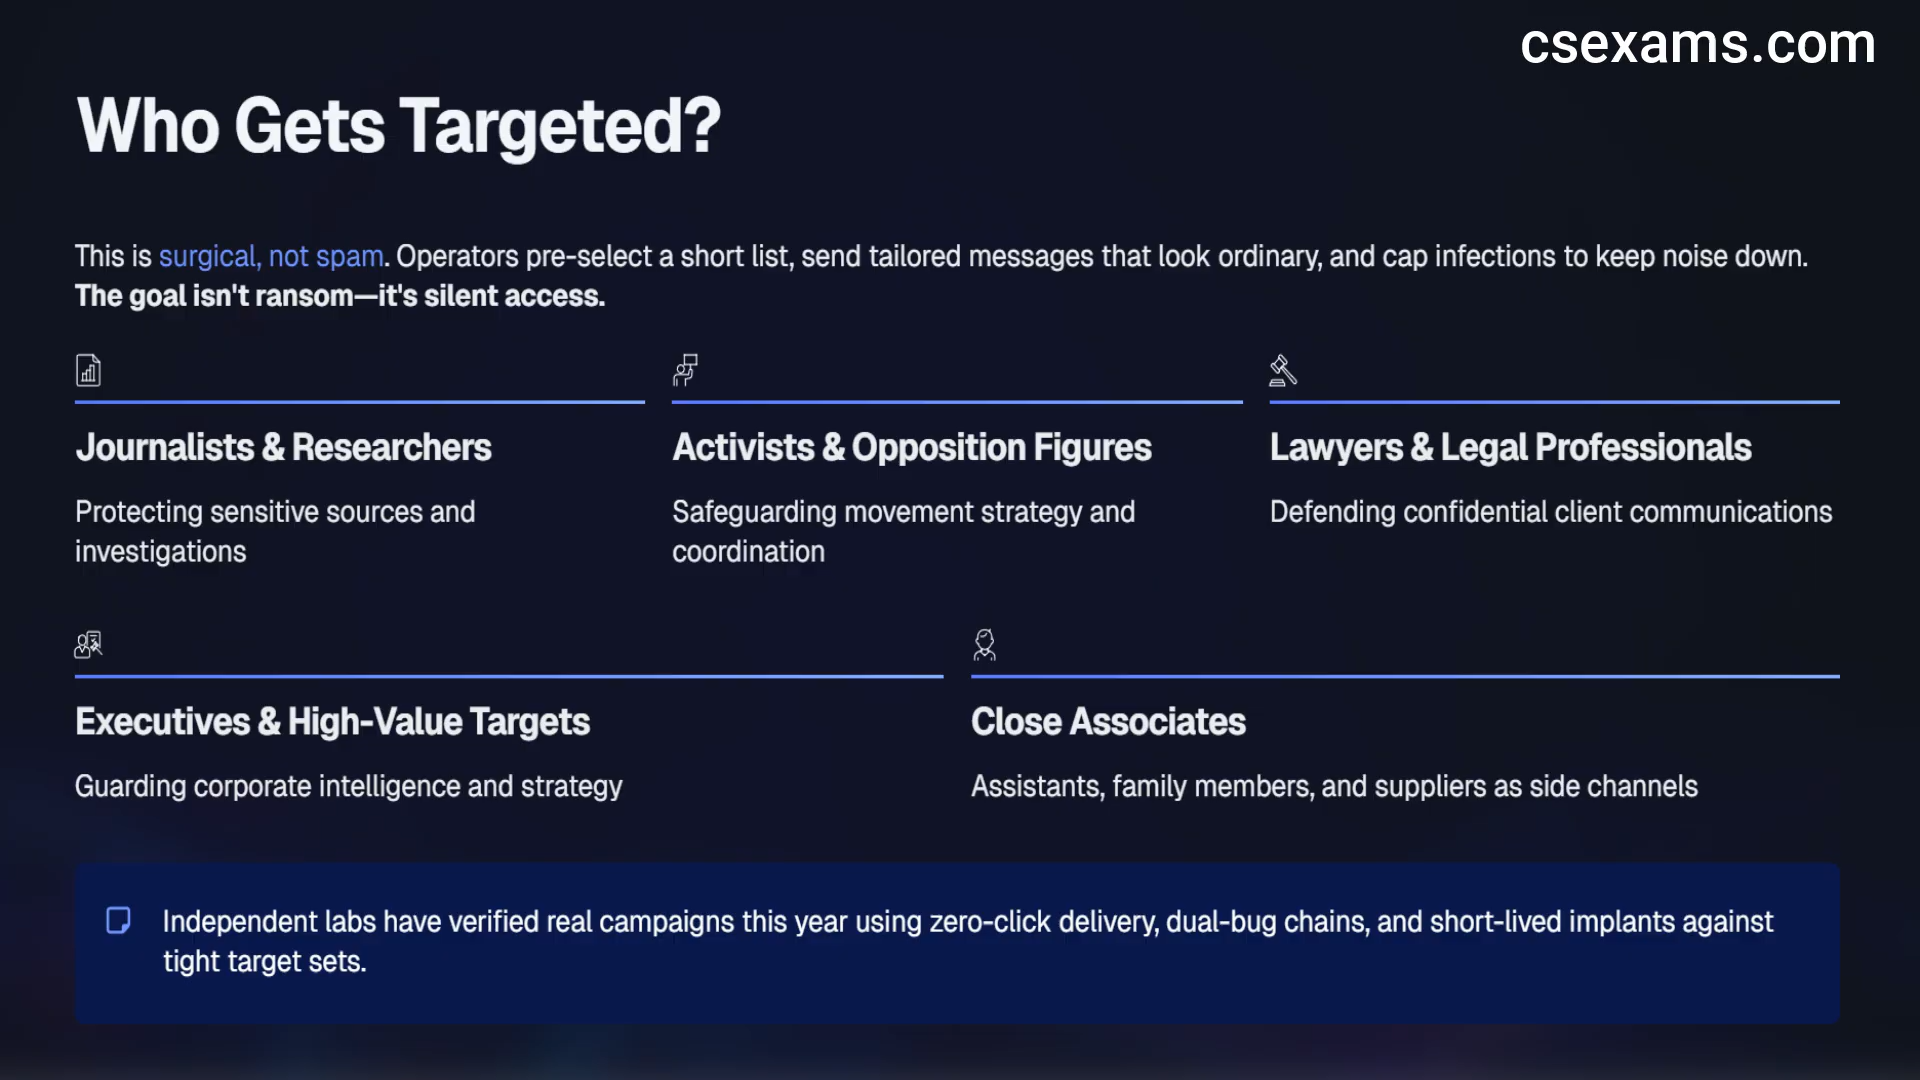 csexams.com
Who Gets Targeted?
This is surgical, not spam. Operators pre-select a short list, send tailored messages that look ordinary, and cap infections to keep noise down.
The goal isn't ransom—it's silent access.
Journalists & Researchers
Protecting sensitive sources and
investigations
Activists & Opposition Figures
Safeguarding movement strategy and
coordination
Lawyers & Legal Professionals
Defending confidential client communications
Executives & High-Value Targets
Guarding corporate intelligence and strategy
Close Associates
Assistants, family members, and suppliers as side channels
Independent labs have verified real campaigns this year using zero-click delivery, dual-bug chains, and short-lived implants against
tight target sets.